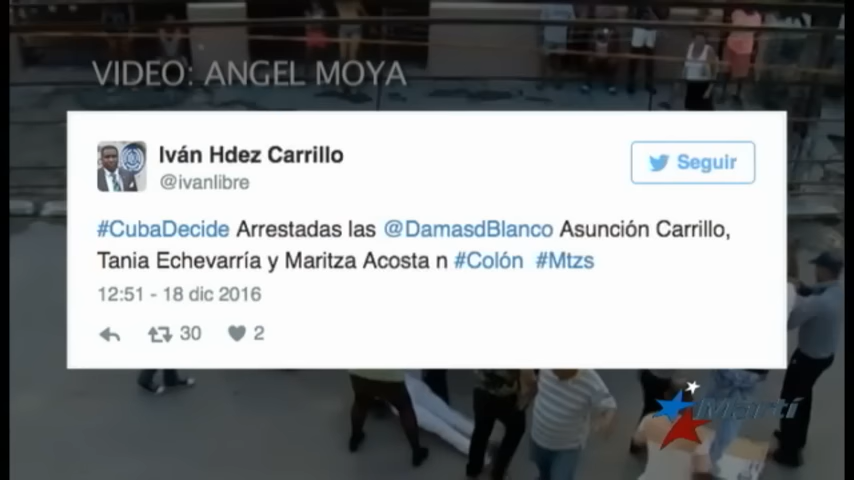 VIDEO: ANGEL MOYA
Iván Hdez Carrillo
@ivanlibre
Seguir
#CubaDecide Arrestadas las @DamasdBlanco Asunción Carrillo,
Tania Echevarría y Maritza Acosta n #Colón #Mtzs
12:51 - 18 dic 2016
30
2
Martí